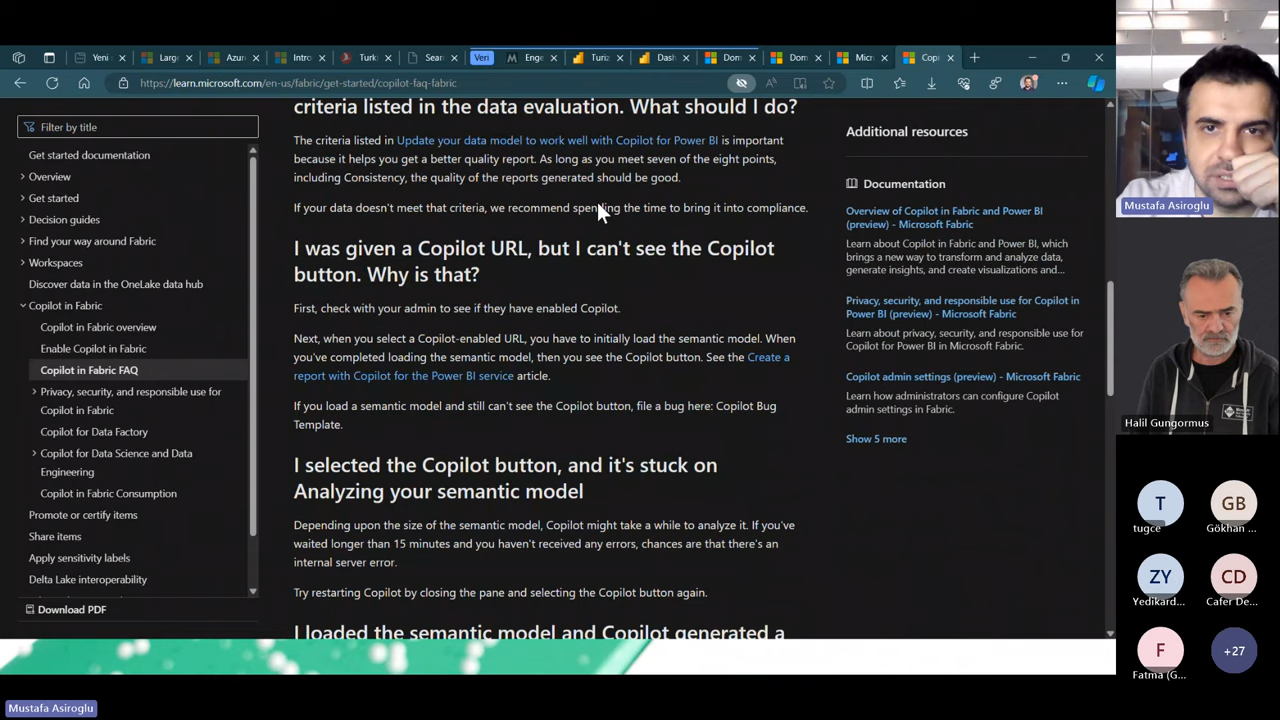 Yeni
Larg
Azur
Intro
Turk
Sear
Veri
Enge
Turiz
Dash
Dom
Dom
Micr
Copi
https://learn.microsoft.com/en-us/fabric/get-started/copilot-faq-fabric
Filter by title
Get started documentation
Overview
Get started
Decision guides
Find your way around Fabric
Workspaces
Discover data in the OneLake data hub
Copilot in Fabric
Copilot in Fabric overview
Enable Copilot in Fabric
Copilot in Fabric FAQ
Privacy, security, and responsible use for
Copilot in Fabric
Copilot for Data Factory
Copilot for Data Science and Data
Engineering
Copilot in Fabric Consumption
Promote or certify items
Share items
Apply sensitivity labels
Delta Lake interoperability
Download PDF
criteria listed in the data evaluation. What should I do?
The criteria listed in Update your data model to work well with Copilot for Power BI is important
because it helps you get a better quality report. As long as you meet seven of the eight points,
including Consistency, the quality of the reports generated should be good.
If your data doesn't meet that criteria, we recommend spending the time to bring it into compliance.
I was given a Copilot URL, but I can't see the Copilot
button. Why is that?
First, check with your admin to see if they have enabled Copilot.
Next, when you select a Copilot-enabled URL, you have to initially load the semantic model. When
you've completed loading the semantic model, then you see the Copilot button. See the Create a
report with Copilot for the Power BI service article.
If you load a semantic model and still can't see the Copilot button, file a bug here: Copilot Bug
Template.
I selected the Copilot button, and it's stuck on
Analyzing your semantic model
Depending upon the size of the semantic model, Copilot might take a while to analyze it. If you've
waited longer than 15 minutes and you haven't received any errors, chances are that there's an
internal server error.
Try restarting Copilot by closing the pane and selecting the Copilot button again.
I loaded the semantic model and Copilot generated a
Additional resources
Documentation
Overview of Copilot in Fabric and Power BI
(preview) - Microsoft Fabric
Learn about Copilot in Fabric and Power BI, which
brings a new way to transform and analyze data,
generate insights, and create visualizations and...
Privacy, security, and responsible use for Copilot in
Power BI (preview) - Microsoft Fabric
Learn about privacy, security, and responsible use for
Copilot for Power BI in Microsoft Fabric.
Copilot admin settings (preview) - Microsoft Fabric
Learn how administrators can configure Copilot
admin settings in Fabric.
Show 5 more
Mustafa Asiroglu
Halil Gungormus
T
tugce
GB
Gökhan ...
ZY
Yedikard...
CD
Cafer De...
F
Fatma (G...
+27
Mustafa Asiroglu